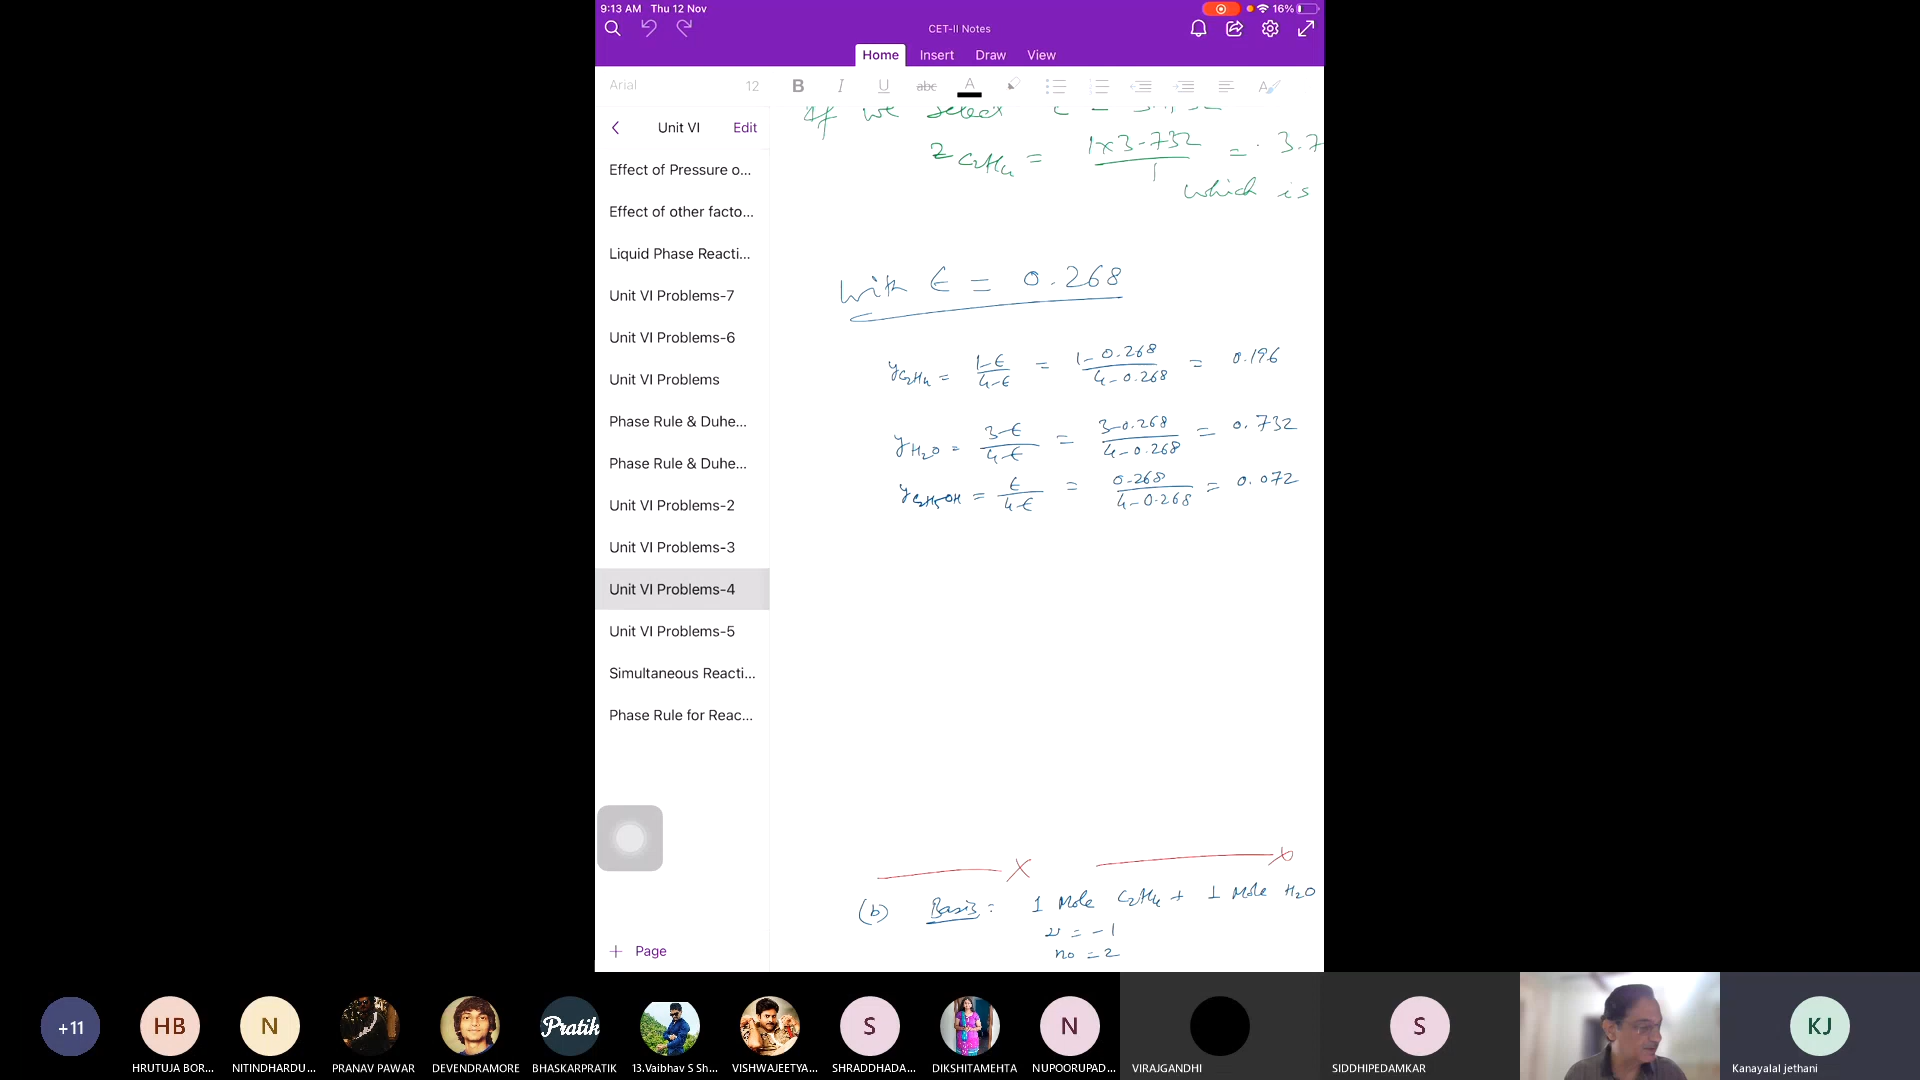 9:13 AM Thu 12 Nov
16%
CET-II Notes
Home Insert Draw View
Arial 12 B I U abc A
Unit VI Edit
Effect of Pressure o...
Effect of other facto...
Liquid Phase Reacti...
Unit VI Problems-7
Unit VI Problems-6
Unit VI Problems
Phase Rule & Duhe...
Phase Rule & Duhe...
Unit VI Problems-2
Unit VI Problems-3
Unit VI Problems-4
Unit VI Problems-5
Simultaneous Reacti...
Phase Rule for Reac...
+ Page
If we select
z C2H4 = 1x3.732 / 1 = 3.7
which is
With ϵ = 0.268
y C2H4 = 1-ϵ / 4-ϵ = 1-0.268 / 4-0.268 = 0.196
y H2O = 3-ϵ / 4-ϵ = 3-0.268 / 4-0.268 = 0.732
y C2H5OH = ϵ / 4-ϵ = 0.268 / 4-0.268 = 0.072
(b) Basis: 1 Mole C2H4 + 1 Mole H2O
ν = -1
no = 2
+11
HB
N
Pratik
S
N
S
KJ
HRUTUJA BOR...
NITINDHARDU...
PRANAV PAWAR
DEVENDRAMORE
BHASKARPRATIK
13.Vaibhav S Sh...
VISHWAJEETYA...
SHRADDHADA...
DIKSHITAMEHTA
NUPOORUPAD...
VIRAJGANDHI
SIDDHIPEDAMKAR
Kanayalal jethani